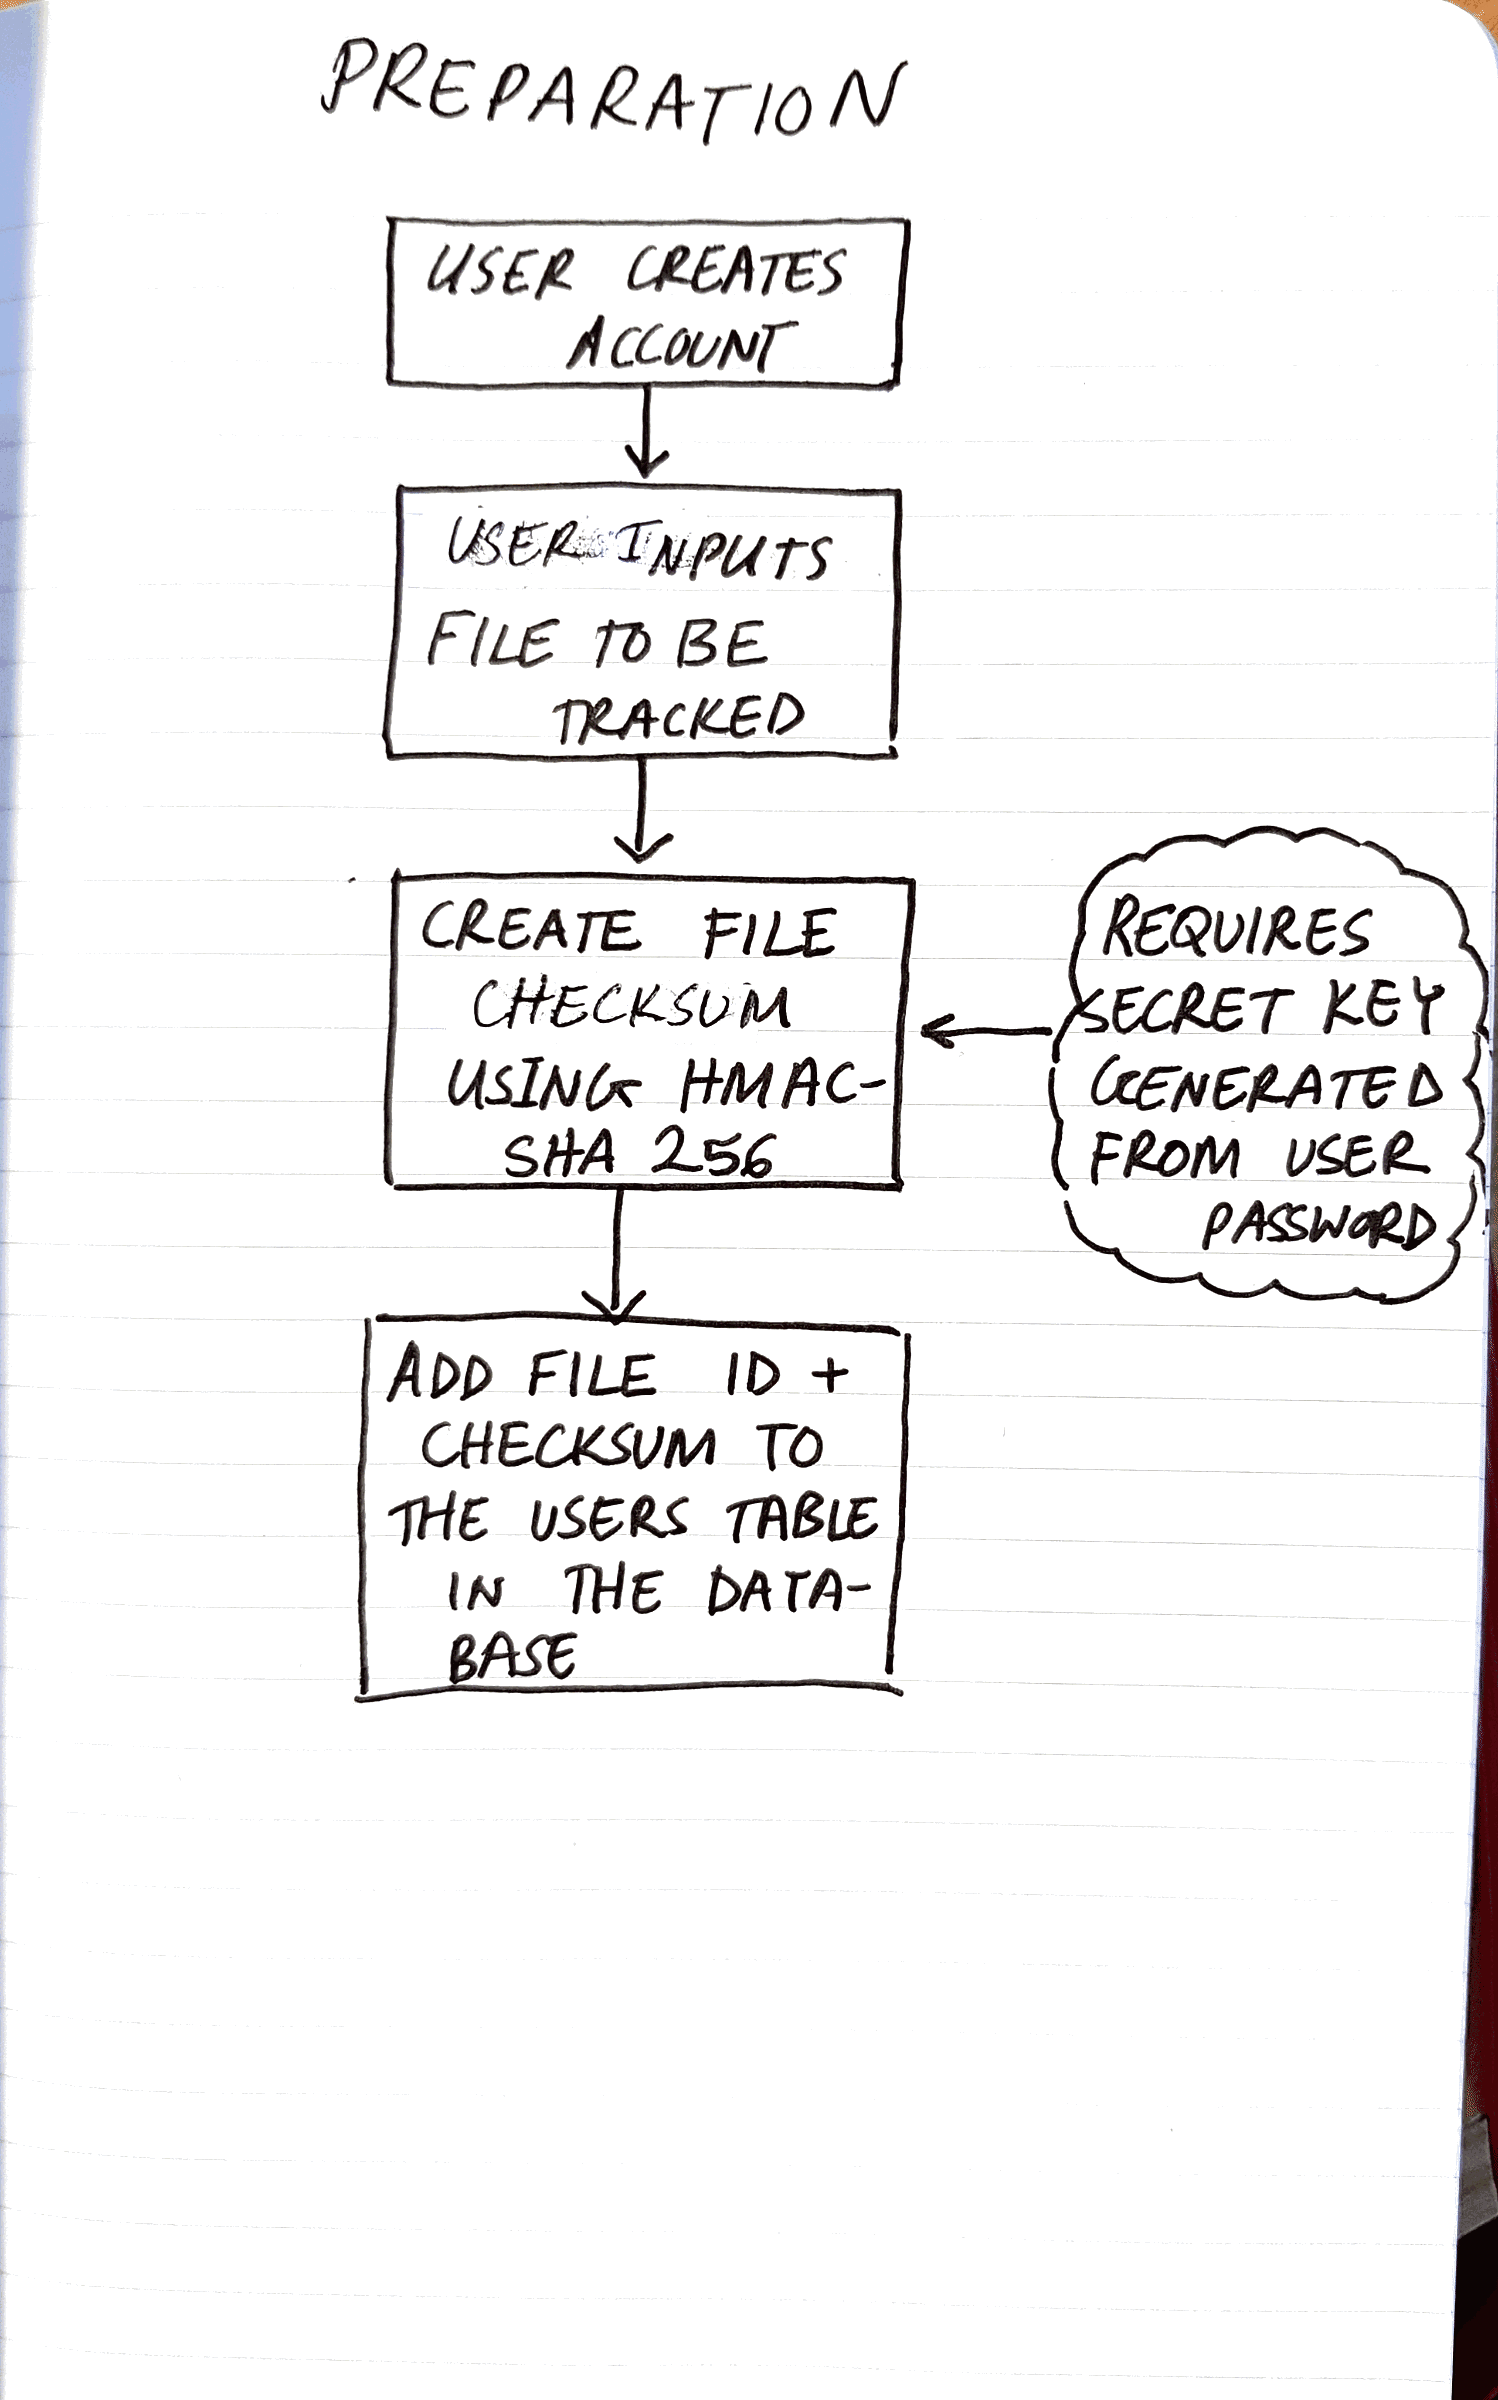 PREPARATION
USER CREATES
ACCOUNT
USER INPUTS
FILE TO BE
TRACKED
CREATE FILE
CHECKSUM
USING HMAC-
SHA 256
REQUIRES
SECRET KEY
GENERATED
FROM USER
PASSWORD
ADD FILE ID +
CHECKSUM TO
THE USERS TABLE
IN THE DATA-
BASE